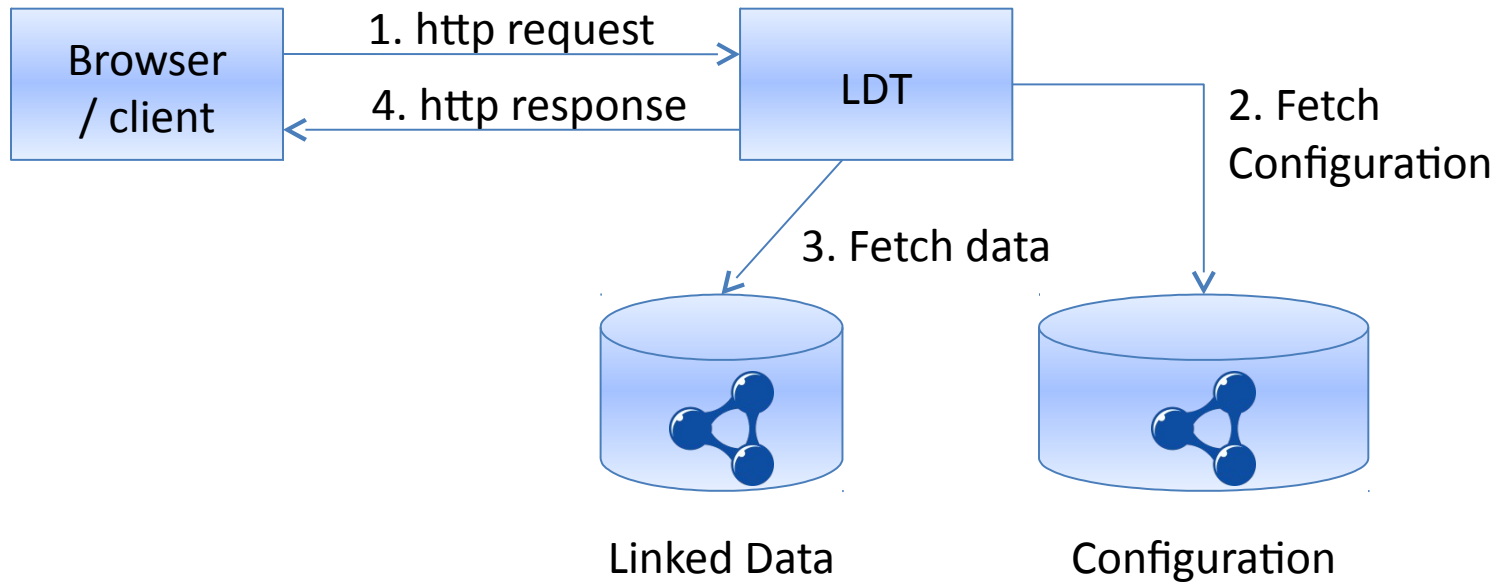 Browser
/ client
1. http request
4. http response
LDT
2. Fetch
Configuration
3. Fetch data
Linked Data
Configuration